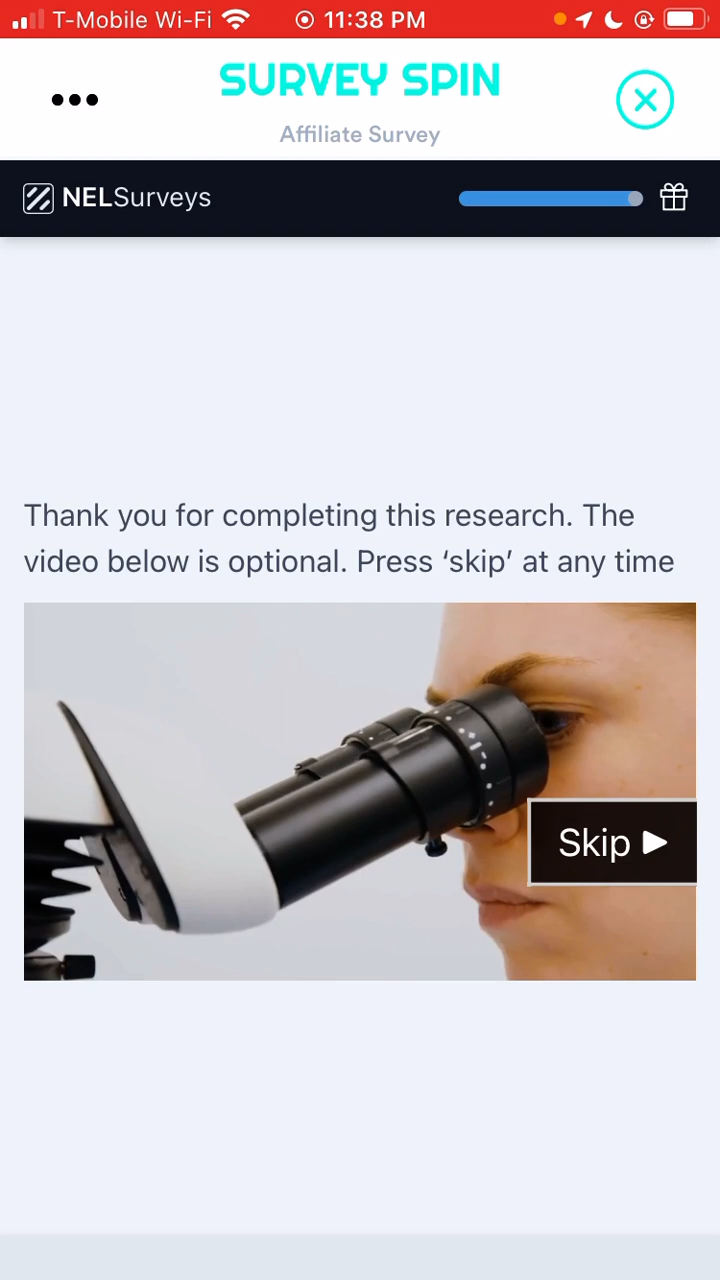 T-Mobile Wi-Fi 11:38 PM
SURVEY SPIN
Affiliate Survey
NELSurveys
Thank you for completing this research. The
video below is optional. Press ‘skip’ at any time
Skip